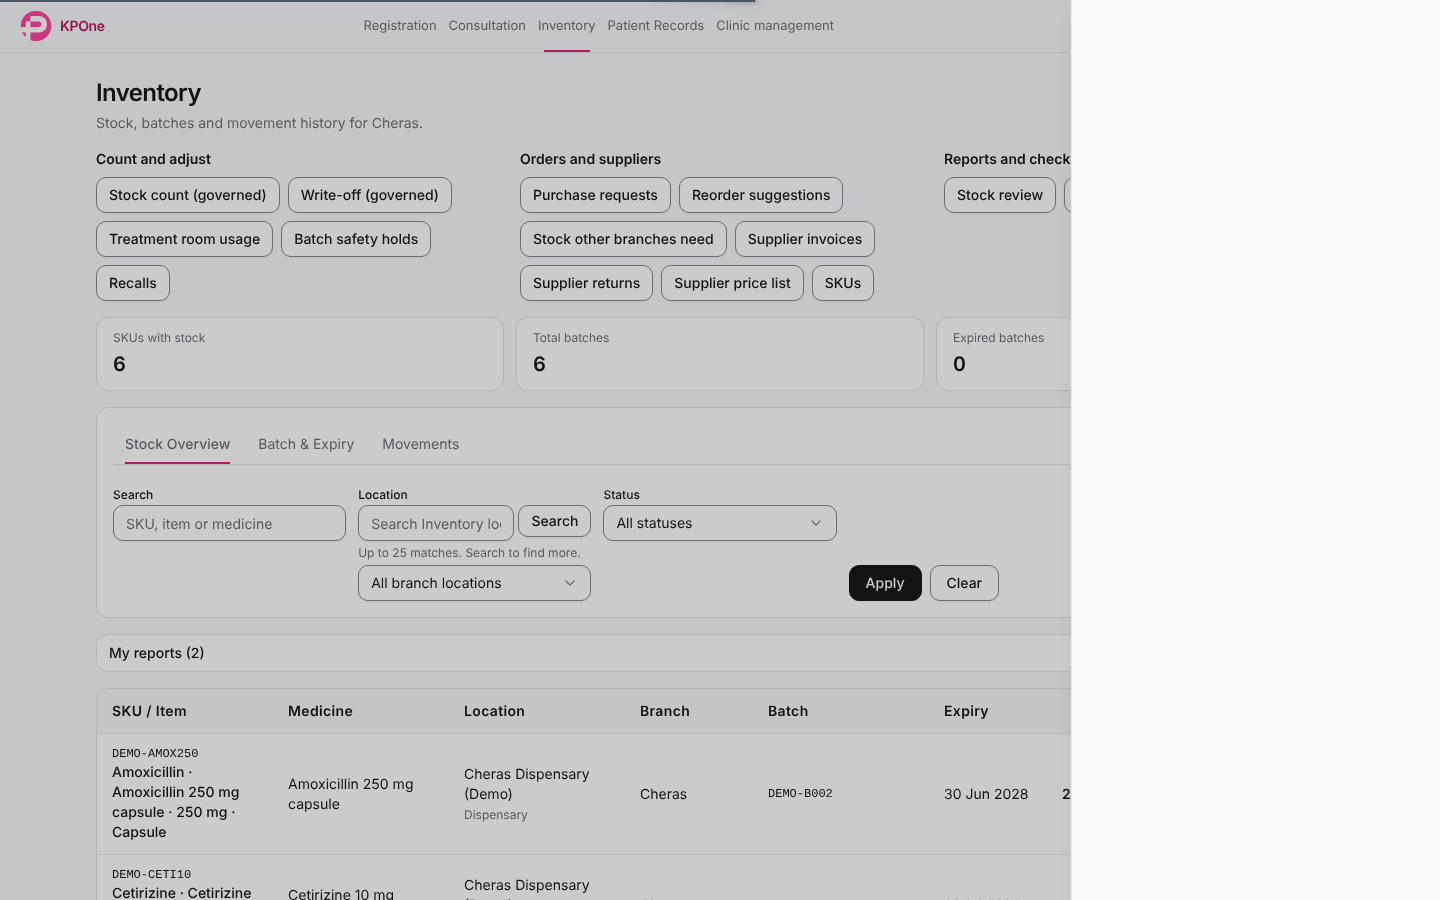 KPOne
Registration
Consultation
Inventory
Patient Records
Clinic management
Inventory
Stock, batches and movement history for Cheras.
Count and adjust
Stock count (governed)
Write-off (governed)
Treatment room usage
Batch safety holds
Recalls
Orders and suppliers
Purchase requests
Reorder suggestions
Stock other branches need
Supplier invoices
Supplier returns
Supplier price list
SKUs
Reports and check
Stock review
SKUs with stock
6
Total batches
6
Expired batches
0
Stock Overview
Batch & Expiry
Movements
Search
SKU, item or medicine
Location
Search Inventory lo
Search
Up to 25 matches. Search to find more.
All branch locations
Status
All statuses
Apply
Clear
My reports (2)
SKU / Item
Medicine
Location
Branch
Batch
Expiry
DEMO-AMOX250
Amoxicillin ·
Amoxicillin 250 mg
capsule · 250 mg ·
Capsule
Amoxicillin 250 mg
capsule
Cheras Dispensary
(Demo)
Dispensary
Cheras
DEMO-B002
30 Jun 2028
2
DEMO-CETI10
Cetirizine · Cetirizine
Cetirizine 10 mg
Cheras Dispensary